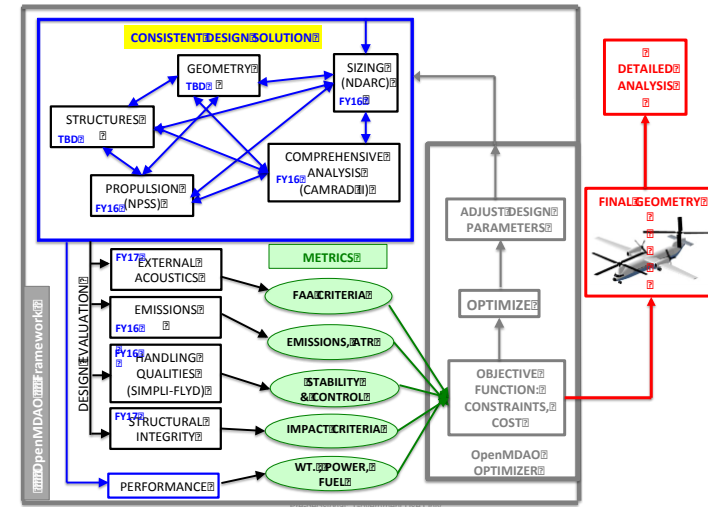 CONSISTENT DESIGN SOLUTION
GEOMETRY
TBD
SIZING
(NDARC)
FY16
STRUCTURES
TBD
COMPREHENSIVE
ANALYSIS
(CAMRAD II)
FY16
PROPULSION
(NPSS)
FY16
DETAILED
ANALYSIS
FINAL GEOMETRY
ADJUST DESIGN
PARAMETERS
OPTIMIZE
OBJECTIVE
FUNCTION:
CONSTRAINTS,
COST
OpenMDAO
OPTIMIZER
OpenMDAO Framework
DESIGN EVALUATION
FY17
EXTERNAL
ACOUSTICS
EMISSIONS
FY16
FY16
HANDLING
QUALITIES
(SIMPLI-FLYD)
FY17
STRUCTURAL
INTEGRITY
PERFORMANCE
METRICS
FAA CRITERIA
EMISSIONS, ATR
STABILITY
& CONTROL
IMPACT CRITERIA
WT., POWER,
FUEL